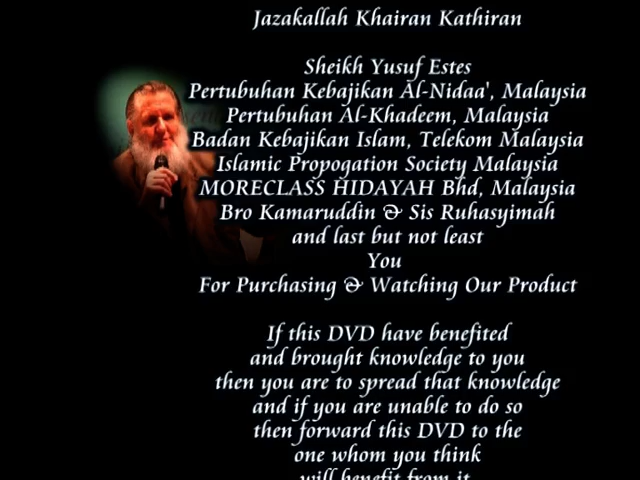 Jazakallah Khairan Kathiran
Sheikh Yusuf Estes
Pertubuhan Kebajikan Al-Nidaa', Malaysia
Pertubuhan Al-Khadeem, Malaysia
Badan Kebajikan Islam, Telekom Malaysia
Islamic Propogation Society Malaysia
MORECLASS HIDAYAH Bhd, Malaysia
Bro Kamaruddin & Sis Ruhasyimah
and last but not least
You
For Purchasing & Watching Our Product
If this DVD have benefited
and brought knowledge to you
then you are to spread that knowledge
and if you are unable to do so
then forward this DVD to the
one whom you think
will benefit from it